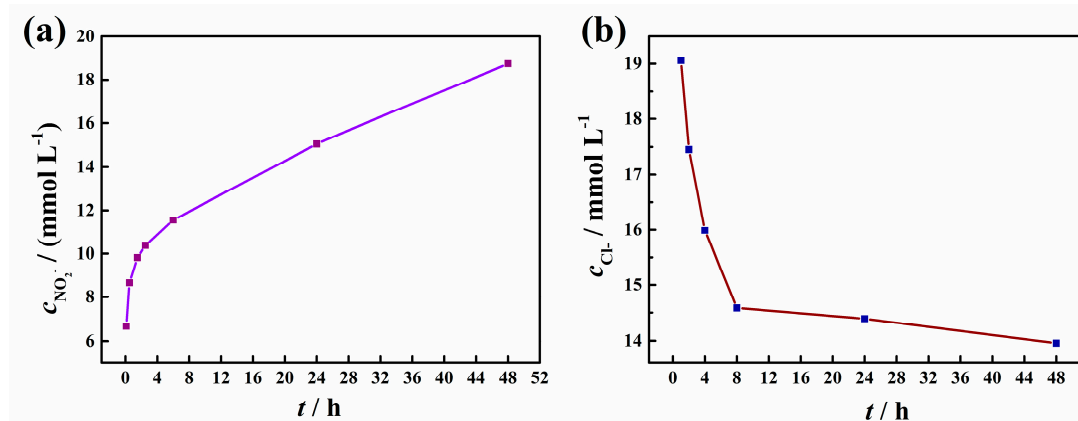 (a)
20
18
16
14
12
10
8
6
c NO₂⁻ / (mmol L⁻¹)
0 4 8 12 16 20 24 28 32 36 40 44 48 52
t / h
(b)
19
18
17
16
15
14
c Cl- / mmol L⁻¹
0 4 8 12 16 20 24 28 32 36 40 44 48
t / h